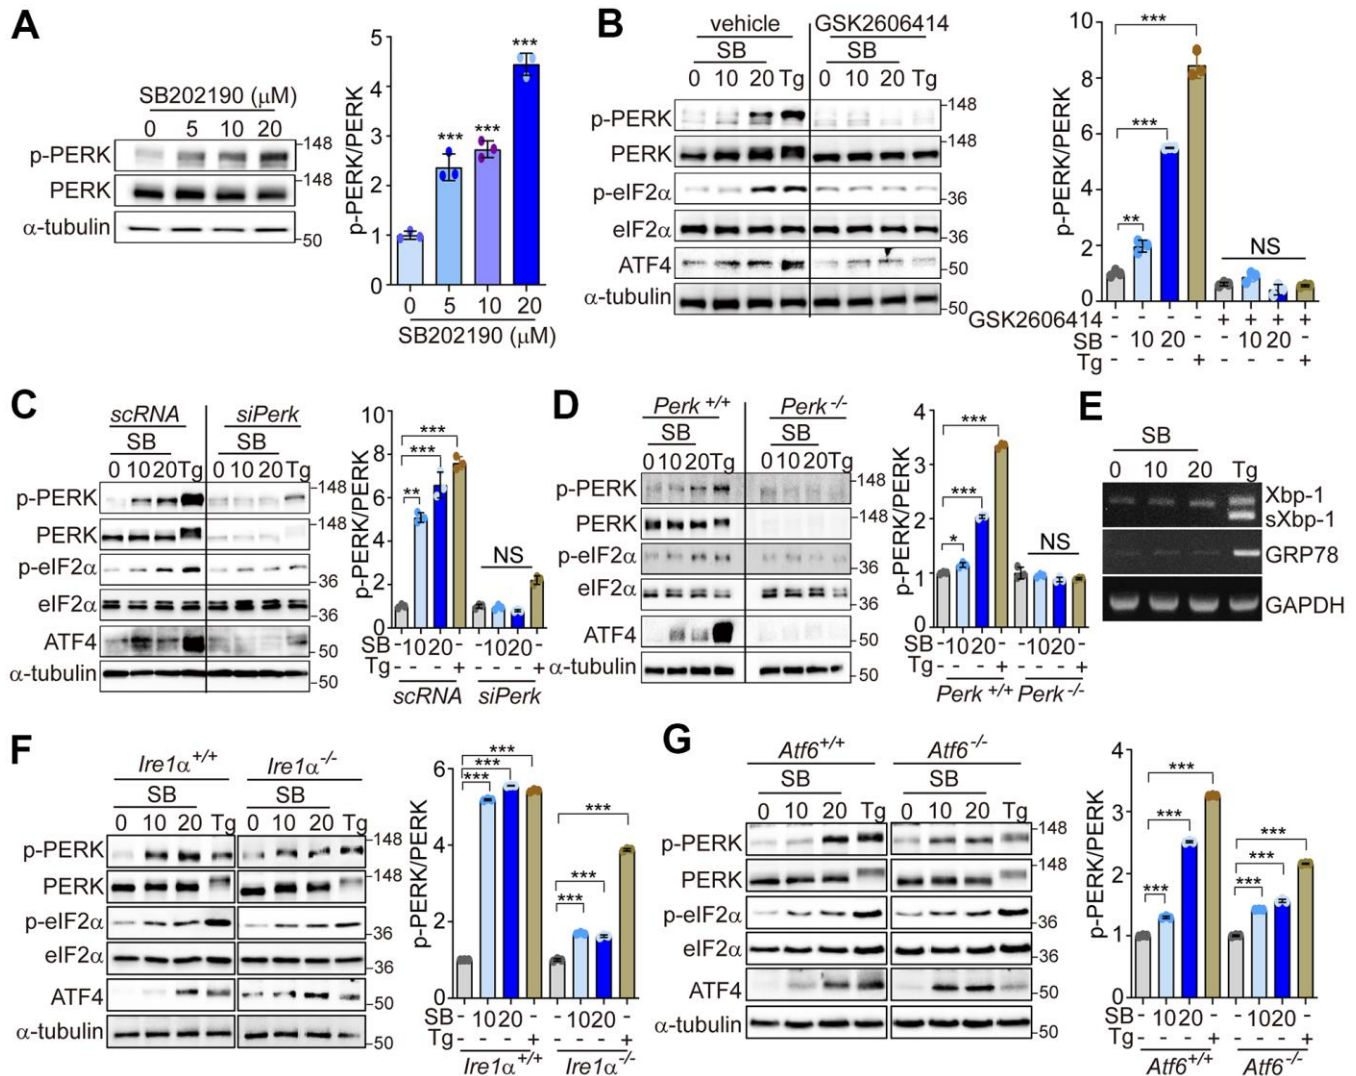 A
SB202190 (μM)
0 5 10 20
p-PERK
148
PERK
148
α-tubulin
50
p-PERK/PERK
5
4
3
2
1
0
***
***
***
0 5 10 20
SB202190 (μM)
B
vehicle GSK2606414
SB SB
0 10 20 Tg 0 10 20 Tg
p-PERK
148
PERK
148
p-eIF2α
36
eIF2α
36
ATF4
50
α-tubulin
50
p-PERK/PERK
10
8
6
4
2
0
***
***
**
NS
GSK2606414 - - - - + + + +
SB - 10 20 - - 10 20 -
Tg - - - + - - - +
C
scRNA siPerk
SB SB
0 10 20 Tg 0 10 20 Tg
p-PERK
148
PERK
148
p-eIF2α
36
eIF2α
36
ATF4
50
α-tubulin
50
p-PERK/PERK
10
8
6
4
2
0
***
***
**
NS
SB - 10 20 - - 10 20 -
Tg - - - + - - - +
scRNA siPerk
D
Perk +/+ Perk -/-
SB SB
0 10 20 Tg 0 10 20 Tg
p-PERK
148
PERK
148
p-eIF2α
36
eIF2α
36
ATF4
50
α-tubulin
50
p-PERK/PERK
4
3
2
1
0
***
***
*
NS
SB - 10 20 - - 10 20 -
Tg - - - + - - - +
Perk +/+ Perk -/-
E
SB
0 10 20 Tg
Xbp-1
sXbp-1
GRP78
GAPDH
F
Ire1α+/+ Ire1α-/-
SB SB
0 10 20 Tg 0 10 20 Tg
p-PERK
148
PERK
148
p-eIF2α
36
eIF2α
36
ATF4
50
α-tubulin
50
p-PERK/PERK
6
4
2
0
***
***
***
***
***
***
SB - 10 20 - - 10 20 -
Tg - - - + - - - +
Ire1α+/+ Ire1α-/-
G
Atf6+/+ Atf6-/-
SB SB
0 10 20 Tg 0 10 20 Tg
p-PERK
148
PERK
148
p-eIF2α
36
eIF2α
36
ATF4
50
α-tubulin
50
p-PERK/PERK
4
3
2
1
0
***
***
***
***
***
***
SB - 10 20 - - 10 20 -
Tg - - - + - - - +
Atf6+/+ Atf6-/-